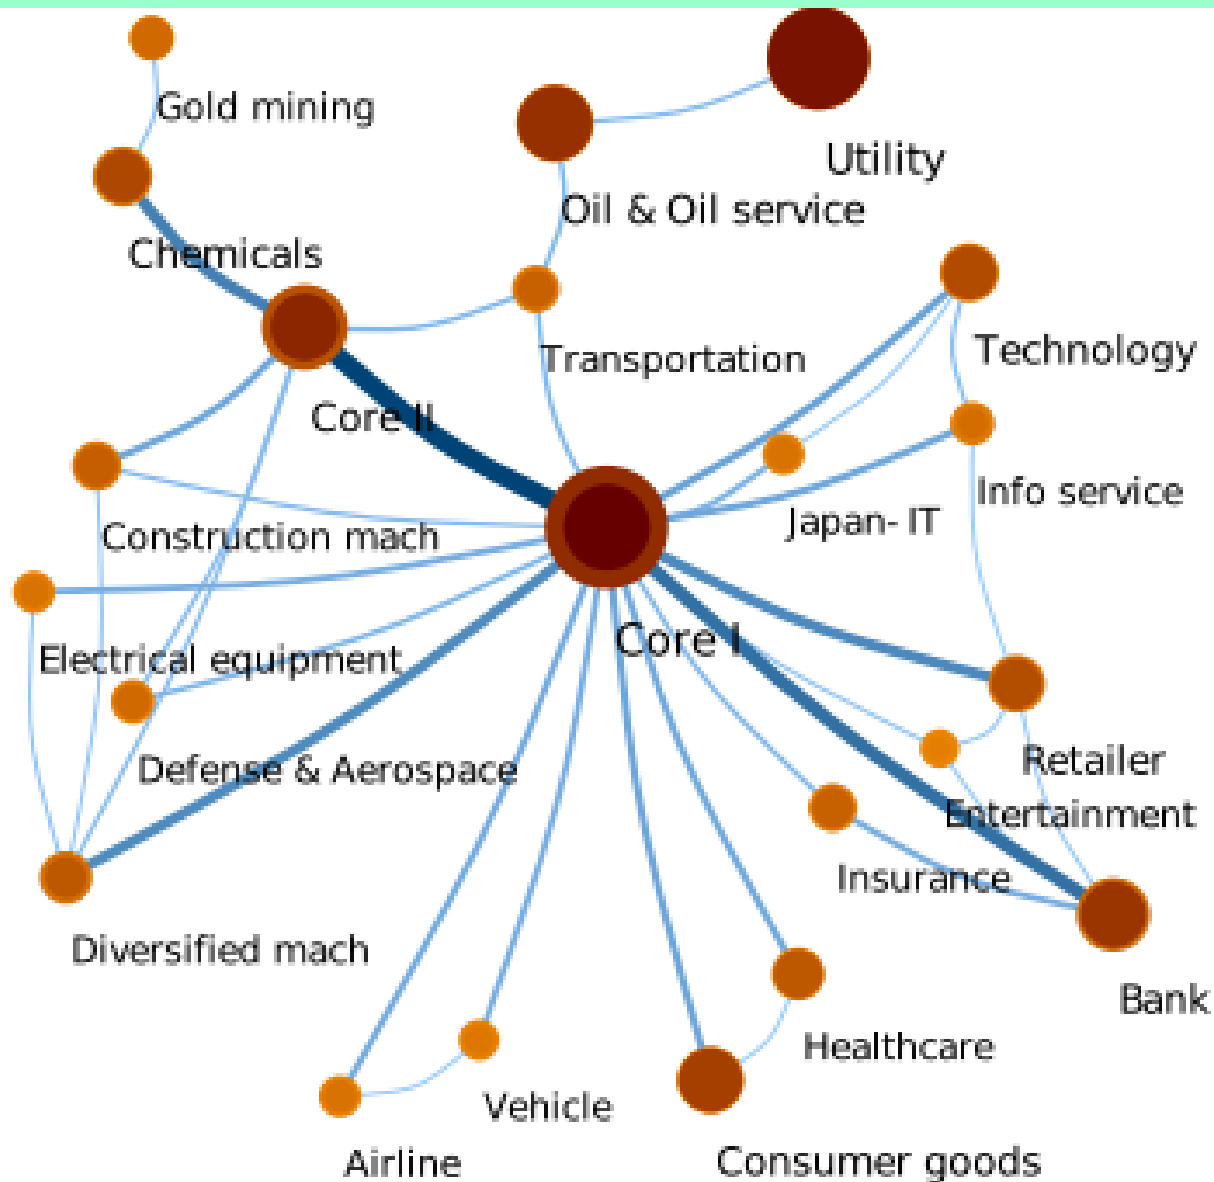 Gold mining
Utility
Oil & Oil service
Chemicals
Technology
Transportation
Core II
Info service
Japan- IT
Construction mach
Core I
Electrical equipment
Retailer
Defense & Aerospace
Entertainment
Insurance
Diversified mach
Bank
Healthcare
Vehicle
Airline
Consumer goods